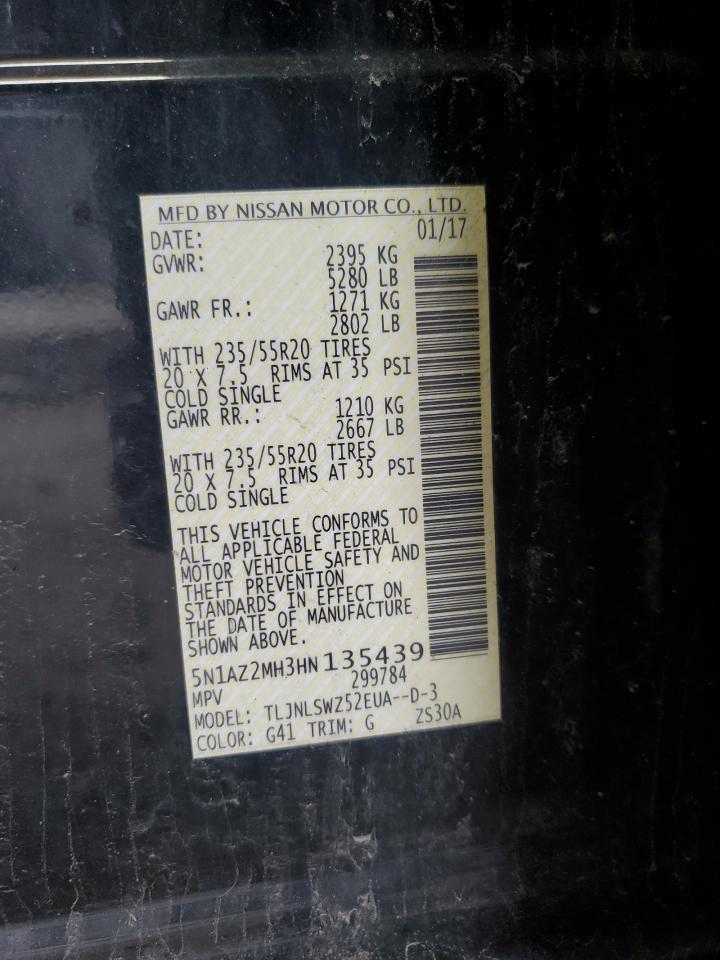 MFD BY NISSAN MOTOR CO., LTD.
DATE: 01/17
GVWR: 2395 KG
5280 LB
GAWR FR.: 1271 KG
2802 LB
WITH 235/55R20 TIRES
20 X 7.5 RIMS AT 35 PSI
COLD SINGLE
GAWR RR.: 1210 KG
2667 LB
WITH 235/55R20 TIRES
20 X 7.5 RIMS AT 35 PSI
COLD SINGLE
THIS VEHICLE CONFORMS TO
ALL APPLICABLE FEDERAL
MOTOR VEHICLE SAFETY AND
THEFT PREVENTION
STANDARDS IN EFFECT ON
THE DATE OF MANUFACTURE
SHOWN ABOVE.
5N1AZ2MH3HN135439
MPV 299784
MODEL: TLJNLSWZ52EUA--D-3
COLOR: G41 TRIM: G ZS30A